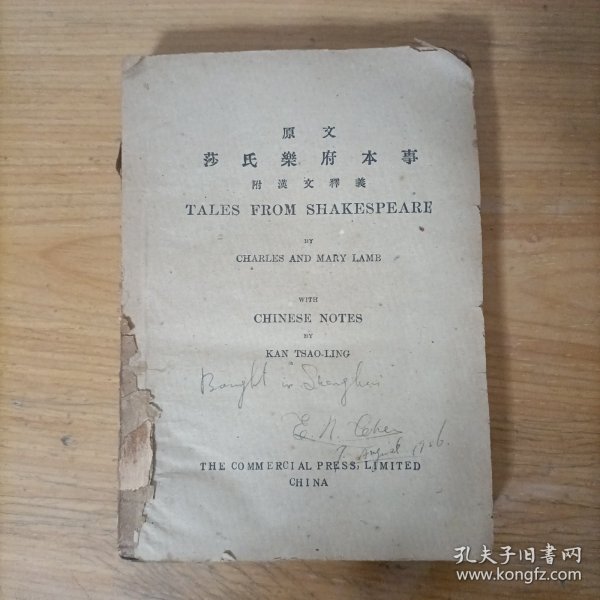 原文
莎氏樂府本事
附漢文釋義
TALES FROM SHAKESPEARE
BY
CHARLES AND MARY LAMB
WITH
CHINESE NOTES
BY
KAN TSAO-LING
Bought in Shanghai
E. N. Chen
August
THE COMMERCIAL PRESS, LIMITED
CHINA
孔夫子旧书网
www.kongfz.com